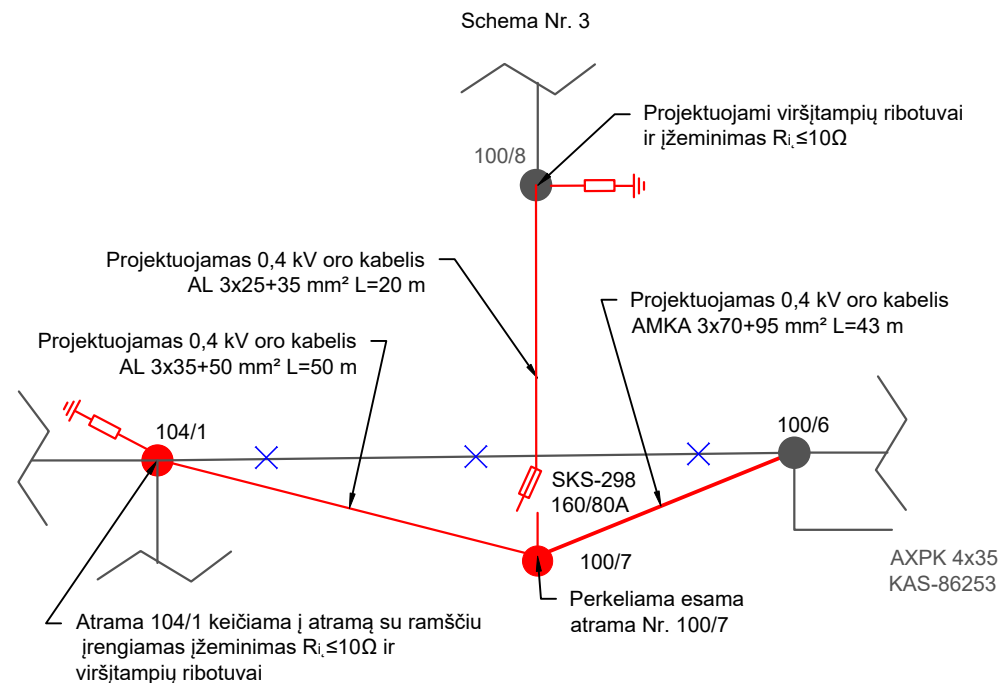 Schema Nr. 3
Projektuojami viršįtampių ribotuvai
ir įžeminimas Rį≤10Ω
100/8
Projektuojamas 0,4 kV oro kabelis
AL 3x25+35 mm² L=20 m
Projektuojamas 0,4 kV oro kabelis
AMKA 3x70+95 mm² L=43 m
Projektuojamas 0,4 kV oro kabelis
AL 3x35+50 mm² L=50 m
104/1
100/6
SKS-298
160/80A
100/7
AXPK 4x35
KAS-86253
Perkeliama esama
atrama Nr. 100/7
Atrama 104/1 keičiama į atramą su ramščiu
įrengiamas įžeminimas Rį≤10Ω ir
viršįtampių ribotuvai